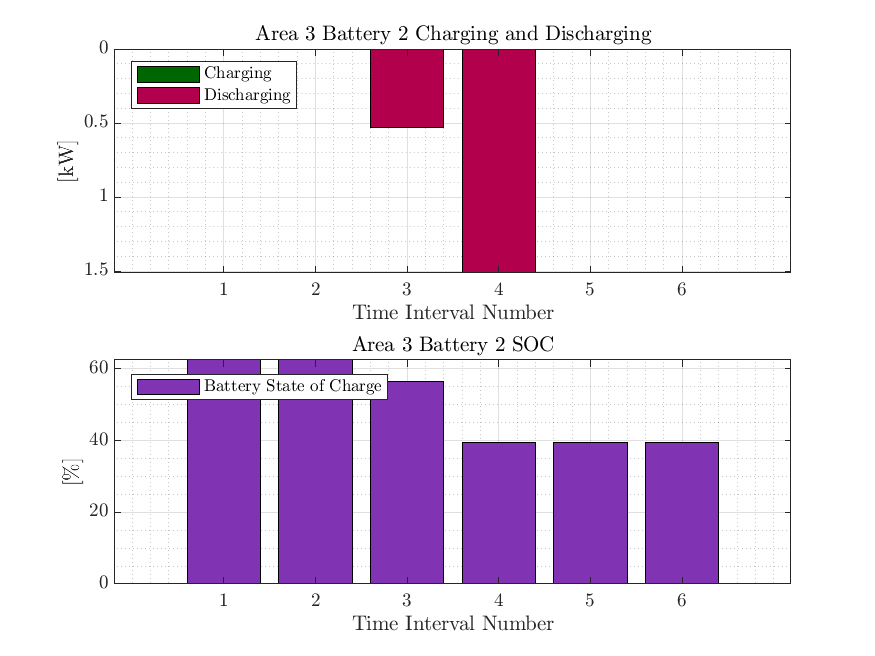 Area 3 Battery 2 Charging and Discharging
0
0.5
1
1.5
[kW]
Charging
Discharging
1 2 3 4 5 6
Time Interval Number
Area 3 Battery 2 SOC
60
40
20
0
[%]
Battery State of Charge
1 2 3 4 5 6
Time Interval Number